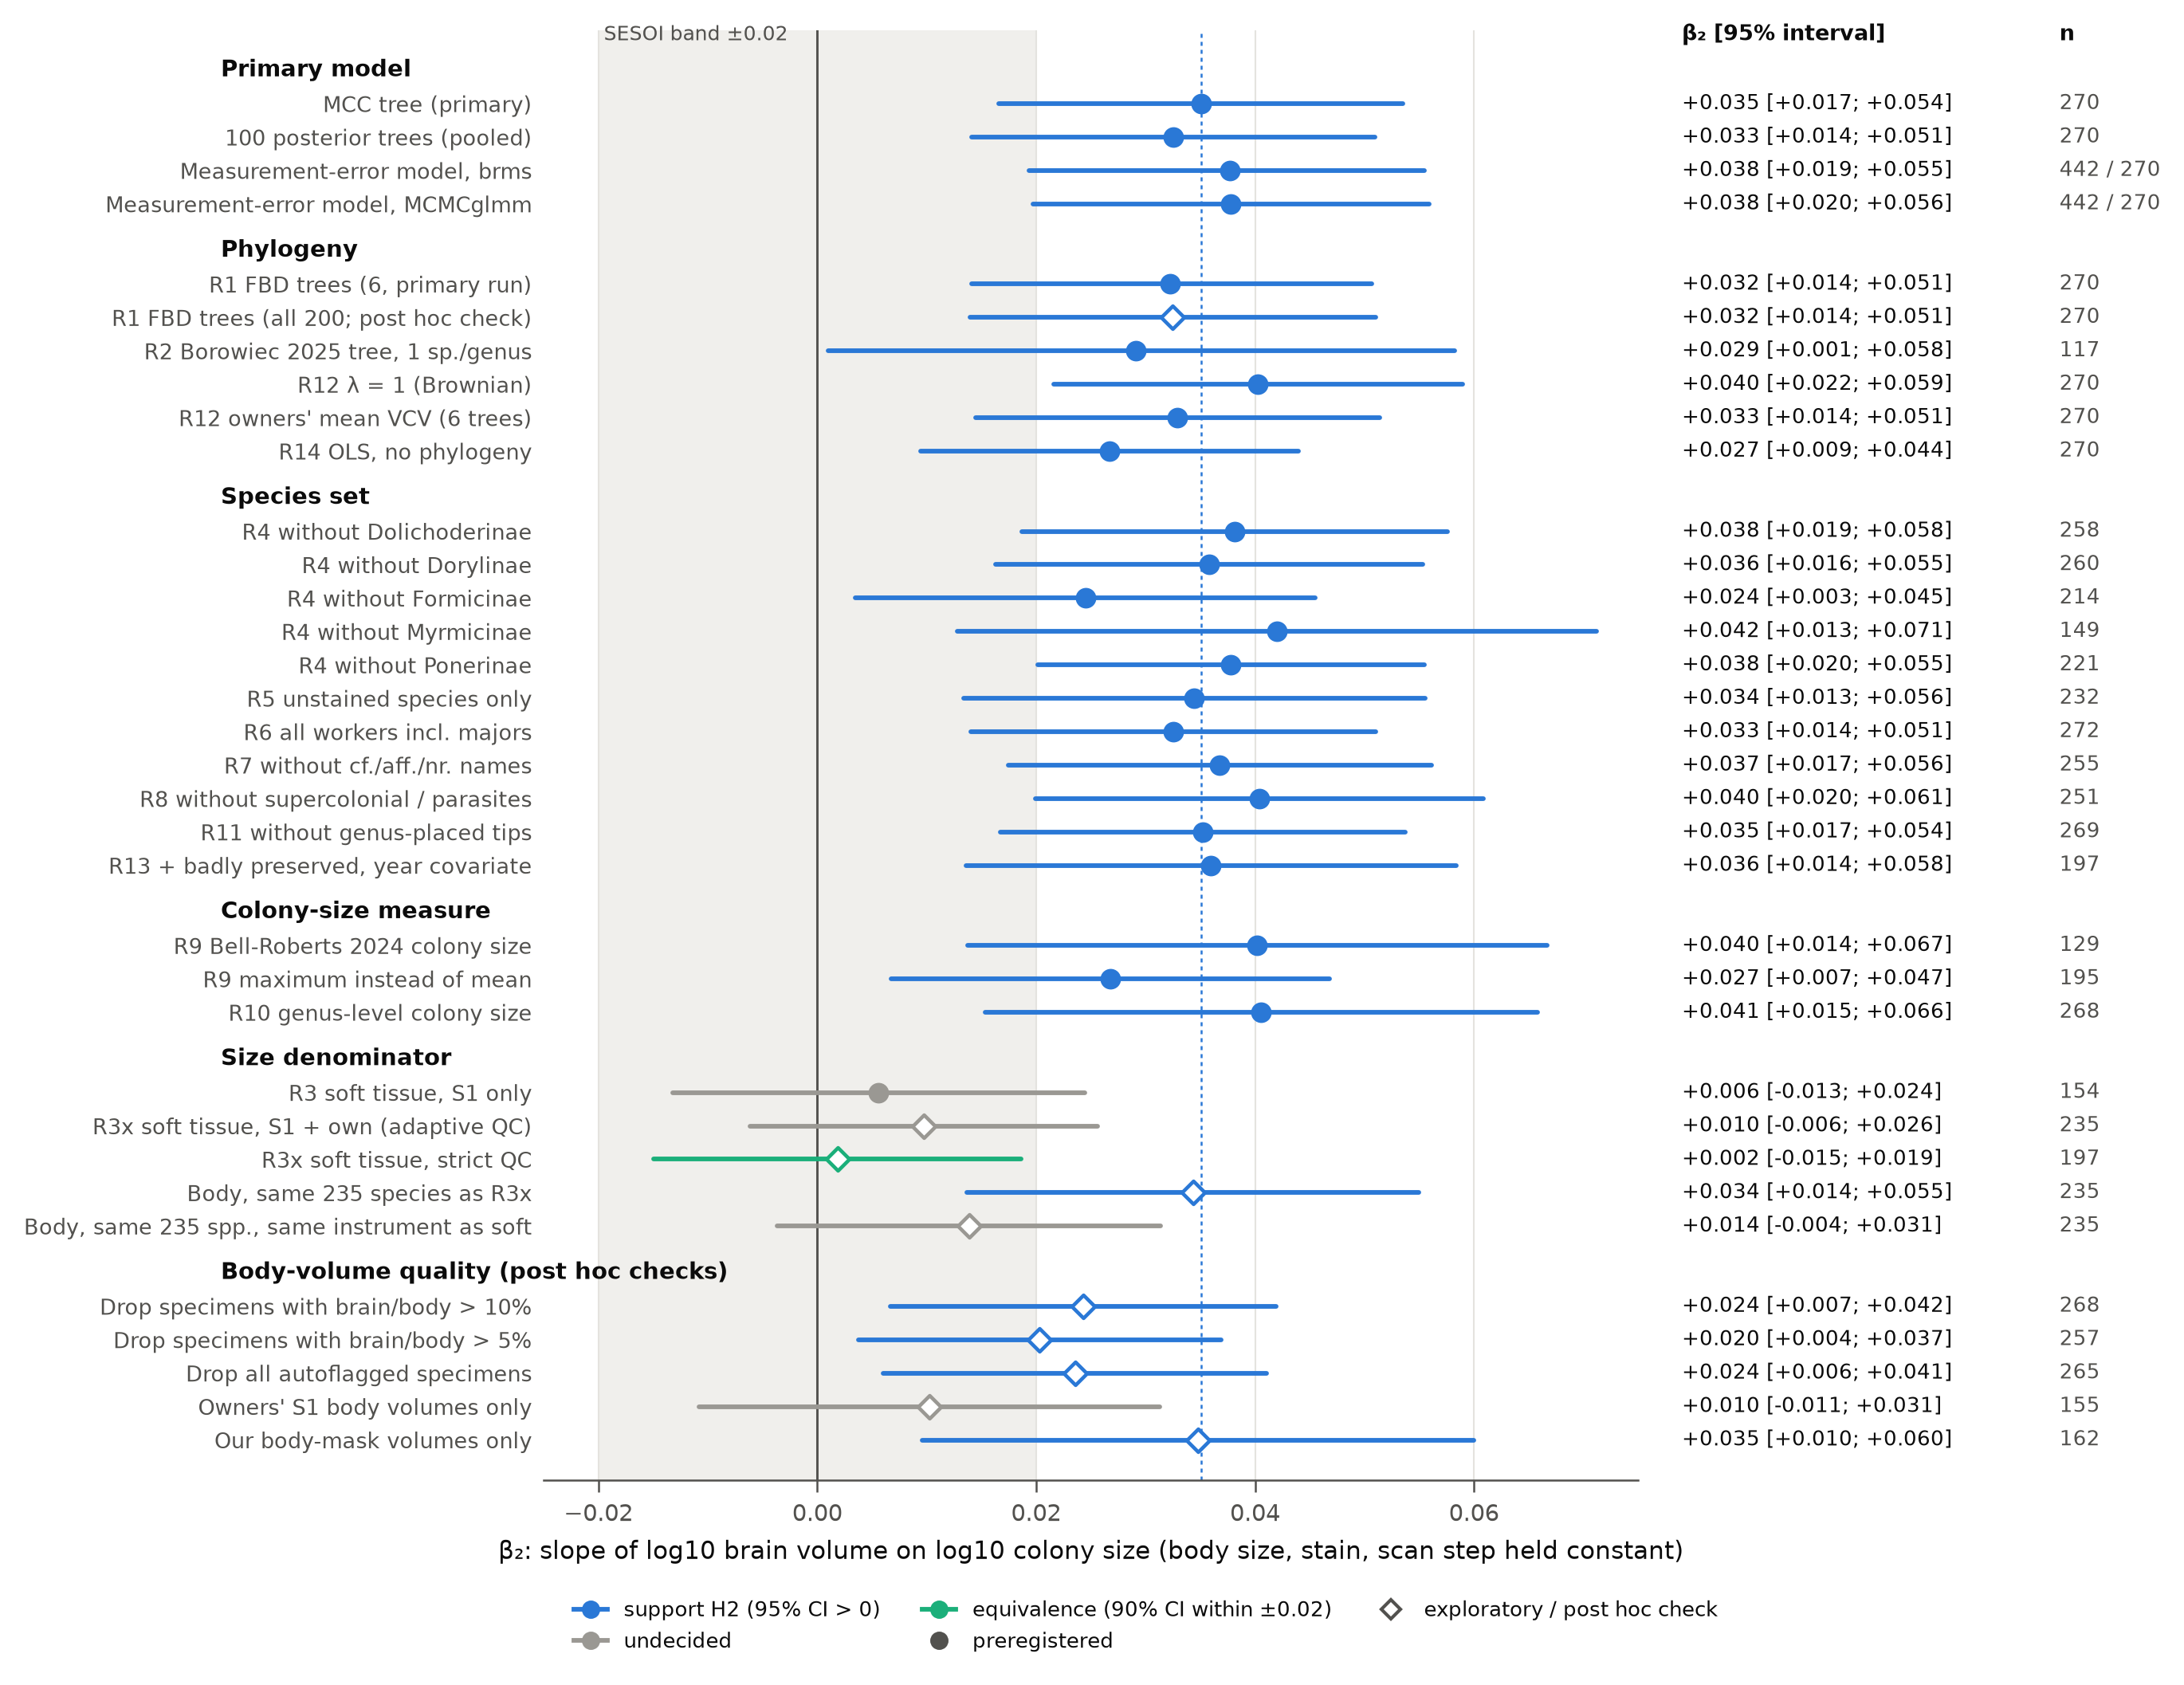 SESOI band ±0.02 β₂ [95% interval] n
Primary model
MCC tree (primary) +0.035 [+0.017; +0.054] 270
100 posterior trees (pooled) +0.033 [+0.014; +0.051] 270
Measurement-error model, brms +0.038 [+0.019; +0.055] 442 / 270
Measurement-error model, MCMCglmm +0.038 [+0.020; +0.056] 442 / 270
Phylogeny
R1 FBD trees (6, primary run) +0.032 [+0.014; +0.051] 270
R1 FBD trees (all 200; post hoc check) +0.032 [+0.014; +0.051] 270
R2 Borowiec 2025 tree, 1 sp./genus +0.029 [+0.001; +0.058] 117
R12 λ = 1 (Brownian) +0.040 [+0.022; +0.059] 270
R12 owners' mean VCV (6 trees) +0.033 [+0.014; +0.051] 270
R14 OLS, no phylogeny +0.027 [+0.009; +0.044] 270
Species set
R4 without Dolichoderinae +0.038 [+0.019; +0.058] 258
R4 without Dorylinae +0.036 [+0.016; +0.055] 260
R4 without Formicinae +0.024 [+0.003; +0.045] 214
R4 without Myrmicinae +0.042 [+0.013; +0.071] 149
R4 without Ponerinae +0.038 [+0.020; +0.055] 221
R5 unstained species only +0.034 [+0.013; +0.056] 232
R6 all workers incl. majors +0.033 [+0.014; +0.051] 272
R7 without cf./aff./nr. names +0.037 [+0.017; +0.056] 255
R8 without supercolonial / parasites +0.040 [+0.020; +0.061] 251
R11 without genus-placed tips +0.035 [+0.017; +0.054] 269
R13 + badly preserved, year covariate +0.036 [+0.014; +0.058] 197
Colony-size measure
R9 Bell-Roberts 2024 colony size +0.040 [+0.014; +0.067] 129
R9 maximum instead of mean +0.027 [+0.007; +0.047] 195
R10 genus-level colony size +0.041 [+0.015; +0.066] 268
Size denominator
R3 soft tissue, S1 only +0.006 [-0.013; +0.024] 154
R3x soft tissue, S1 + own (adaptive QC) +0.010 [-0.006; +0.026] 235
R3x soft tissue, strict QC +0.002 [-0.015; +0.019] 197
Body, same 235 species as R3x +0.034 [+0.014; +0.055] 235
Body, same 235 spp., same instrument as soft +0.014 [-0.004; +0.031] 235
Body-volume quality (post hoc checks)
Drop specimens with brain/body > 10% +0.024 [+0.007; +0.042] 268
Drop specimens with brain/body > 5% +0.020 [+0.004; +0.037] 257
Drop all autoflagged specimens +0.024 [+0.006; +0.041] 265
Owners' S1 body volumes only +0.010 [-0.011; +0.031] 155
Our body-mask volumes only +0.035 [+0.010; +0.060] 162
−0.02 0.00 0.02 0.04 0.06
β₂: slope of log10 brain volume on log10 colony size (body size, stain, scan step held constant)
support H2 (95% CI > 0) equivalence (90% CI within ±0.02) exploratory / post hoc check
undecided preregistered